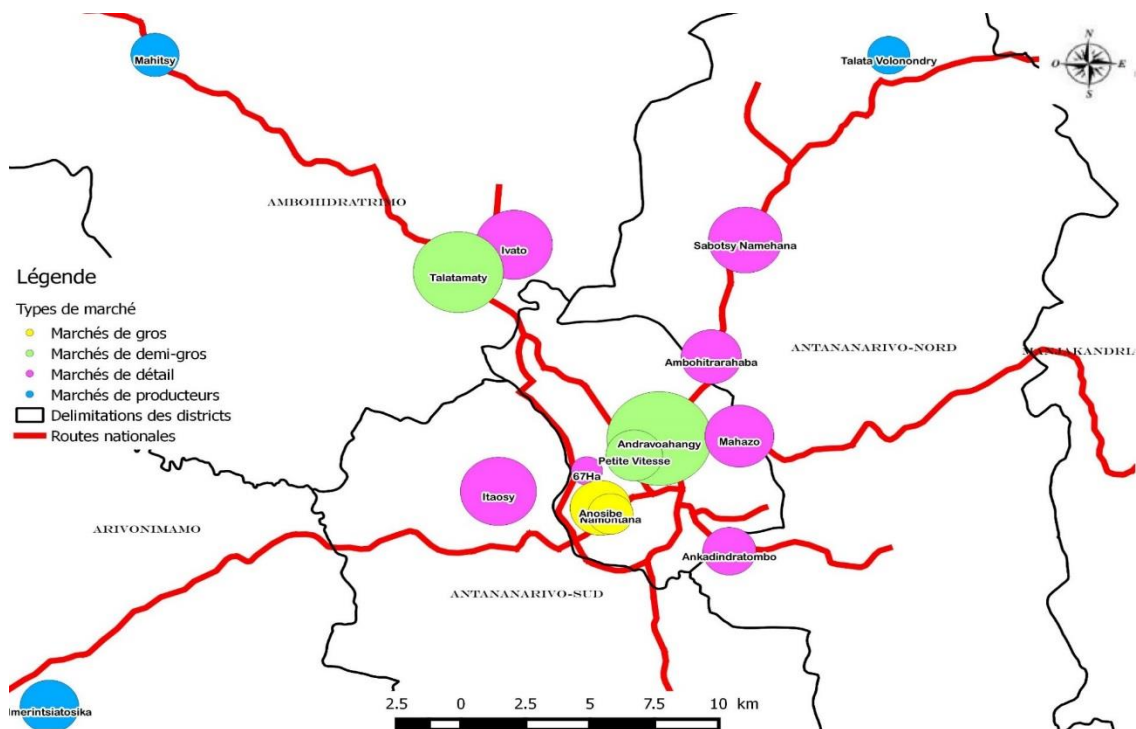 Mahitsy
Talata Volonondry
N
O
E
S
AMBOHIDRATRIMO
Ivato
Sabotsy Namehana
Talatamaty
Légende
Types de marché
Marchés de gros
Marchés de demi-gros
Marchés de détail
Marchés de producteurs
Delimitations des districts
Routes nationales
Ambohitrarahaba
ANTANANARIVO-NORD
Andravoahangy
Mahazo
Petite Vitesse
67Ha
Itaosy
Anosibe
ARIVONIMAMO
Ankadindratombo
ANTANANARIVO-SUD
Imerintsiatosika
2.5 0 2.5 5 7.5 10 km